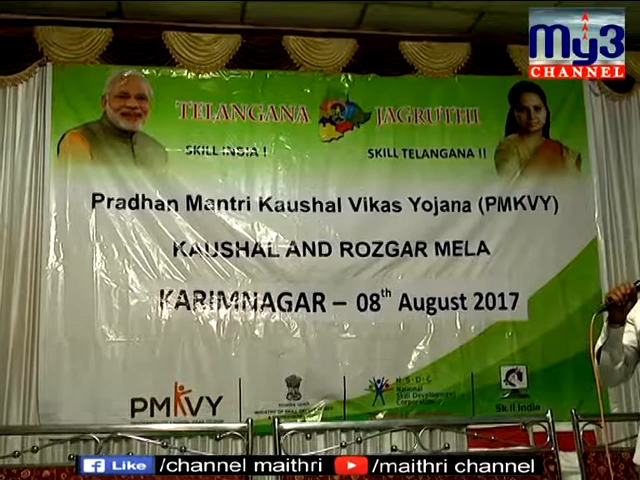 My3
CHANNEL
TELANGANA JAGRUTHI
SKILL INDIA ! SKILL TELANGANA !!
Pradhan Mantri Kaushal Vikas Yojana (PMKVY)
KAUSHAL AND ROZGAR MELA
KARIMNAGAR – 08th August 2017
PMKVY
N·S·D·C
National
Skill Development
Corporation
Skill India
f Like /channel maithri /maithri channel